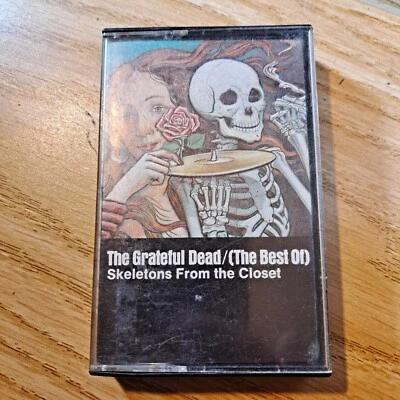 The Grateful Dead/(The Best Of)
Skeletons From the Closet